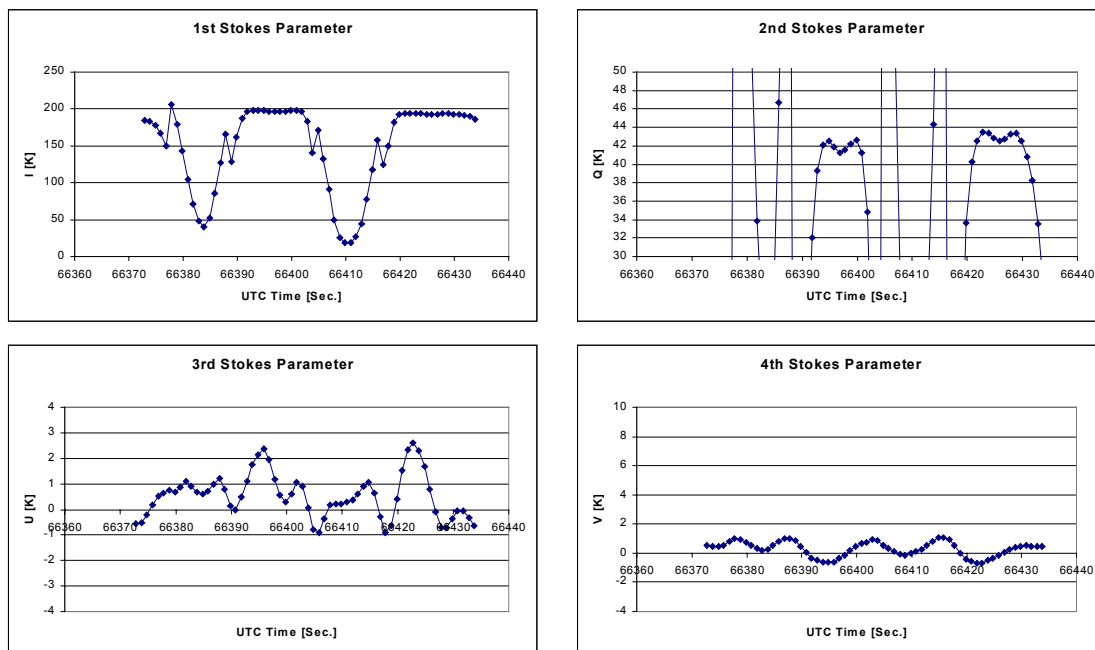 1st Stokes Parameter
250
200
150
100
50
0
I [K]
66360 66370 66380 66390 66400 66410 66420 66430 66440
UTC Time [Sec.]
2nd Stokes Parameter
50
48
46
44
42
40
38
36
34
32
30
Q [K]
66360 66370 66380 66390 66400 66410 66420 66430 66440
UTC Time [Sec.]
3rd Stokes Parameter
4
3
2
1
0
-1
-2
-3
-4
U [K]
66360 66370 66380 66390 66400 66410 66420 66430 66440
UTC Time [Sec.]
4th Stokes Parameter
10
8
6
4
2
0
-2
-4
V [K]
66360 66370 66380 66390 66400 66410 66420 66430 66440
UTC Time [Sec.]